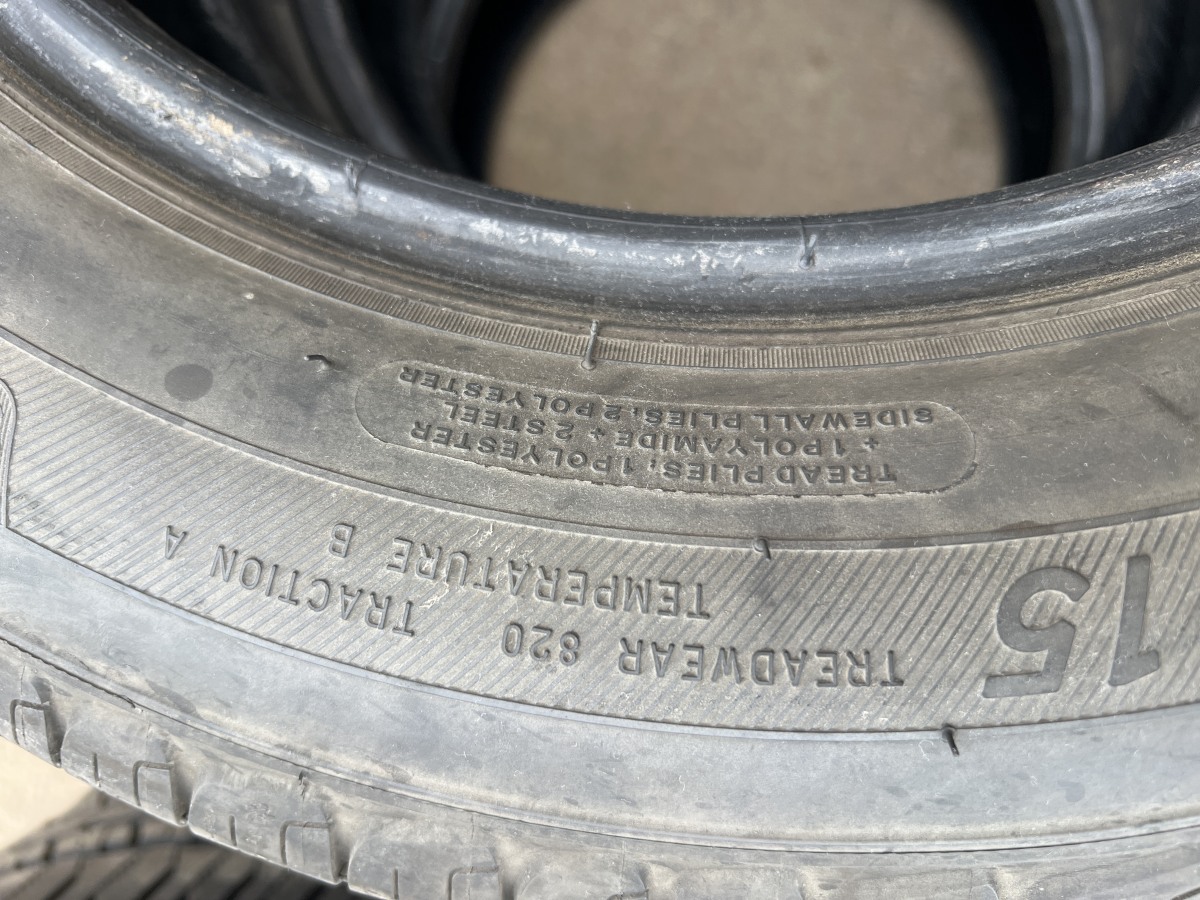 15
TREADWEAR 820 TRACTION A
TEMPERATURE B
TREAD PLIES: 1 POLYESTER
+ 1 POLYAMIDE + 2 STEEL
SIDEWALL PLIES: 2 POLYESTER